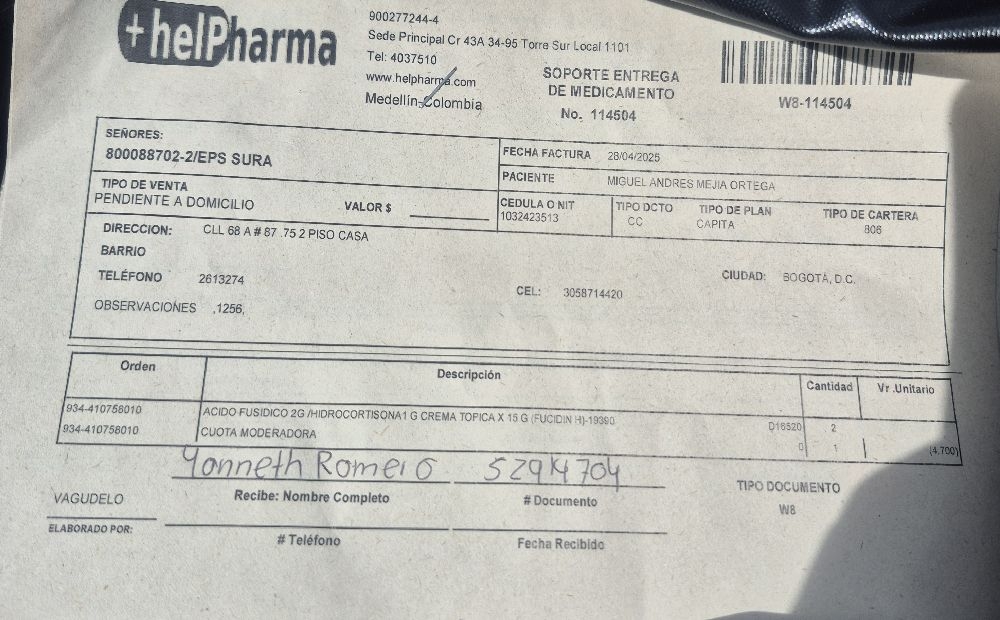 +helPharma
900277244-4
Sede Principal Cr 43A 34-95 Torre Sur Local 1101
Tel: 4037510
www.helpharma.com
Medellín-Colombia
SOPORTE ENTREGA
DE MEDICAMENTO
No. 114504
W8-114504
SEÑORES:
800088702-2/EPS SURA
FECHA FACTURA 28/04/2025
PACIENTE MIGUEL ANDRES MEJIA ORTEGA
TIPO DE VENTA
PENDIENTE A DOMICILIO VALOR $
CEDULA O NIT TIPO DCTO TIPO DE PLAN TIPO DE CARTERA
1032423513 CC CAPITA 806
DIRECCION: CLL 68 A # 87 .75 2 PISO CASA
BARRIO
TELÉFONO 2613274 CEL: 3058714420 CIUDAD: BOGOTA, D.C.
OBSERVACIONES ,1256,
Orden Descripción Cantidad Vr .Unitario
934-410758010 ACIDO FUSIDICO 2G /HIDROCORTISONA1 G CREMA TOPICA X 15 G (FUCIDIN H)-19390 D16520 2
934-410758010 CUOTA MODERADORA 0 1 (4,700)
Yonneth Romero 52914704
Recibe: Nombre Completo # Documento
TIPO DOCUMENTO
W8
VAGUDELO
ELABORADO POR:
# Teléfono Fecha Recibido